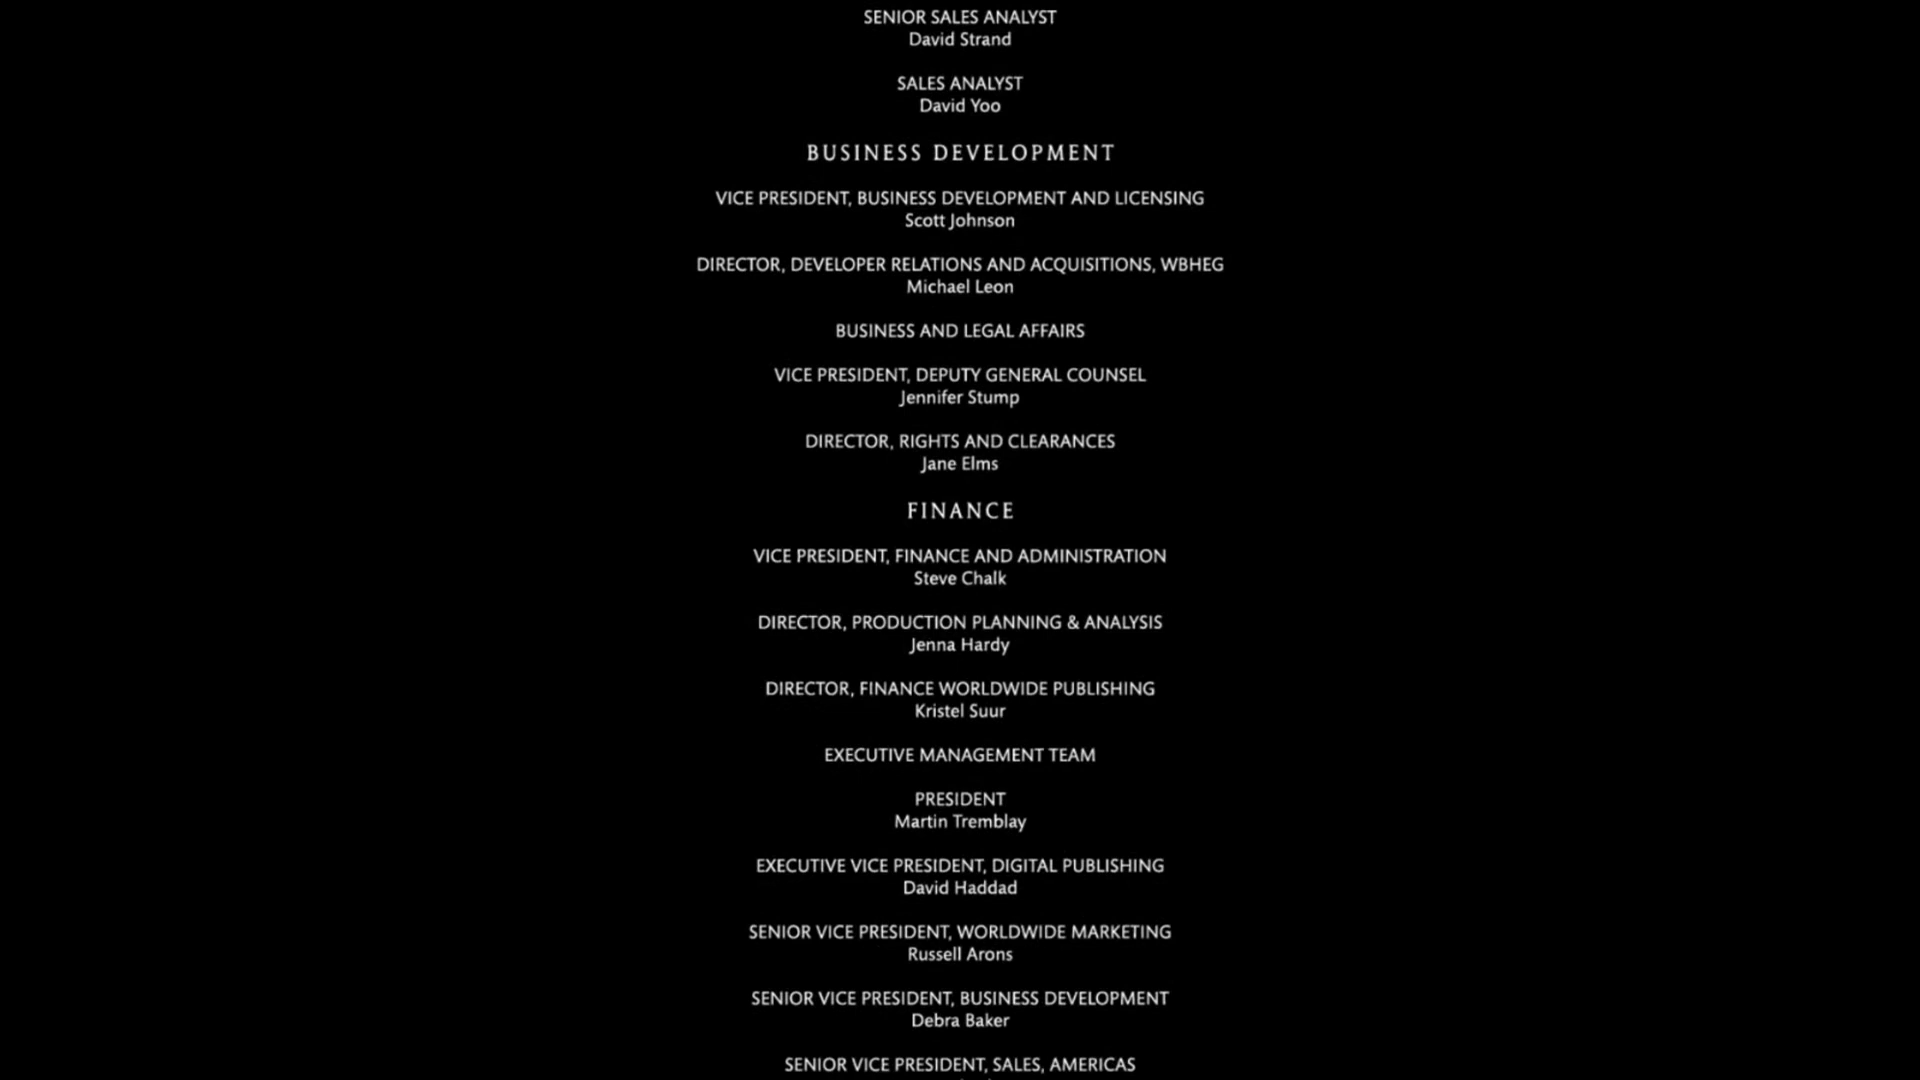 SENIOR SALES ANALYST
David Strand
SALES ANALYST
David Yoo
BUSINESS DEVELOPMENT
VICE PRESIDENT, BUSINESS DEVELOPMENT AND LICENSING
Scott Johnson
DIRECTOR, DEVELOPER RELATIONS AND ACQUISITIONS, WBHEG
Michael Leon
BUSINESS AND LEGAL AFFAIRS
VICE PRESIDENT, DEPUTY GENERAL COUNSEL
Jennifer Stump
DIRECTOR, RIGHTS AND CLEARANCES
Jane Elms
FINANCE
VICE PRESIDENT, FINANCE AND ADMINISTRATION
Steve Chalk
DIRECTOR, PRODUCTION PLANNING & ANALYSIS
Jenna Hardy
DIRECTOR, FINANCE WORLDWIDE PUBLISHING
Kristel Suur
EXECUTIVE MANAGEMENT TEAM
PRESIDENT
Martin Tremblay
EXECUTIVE VICE PRESIDENT, DIGITAL PUBLISHING
David Haddad
SENIOR VICE PRESIDENT, WORLDWIDE MARKETING
Russell Arons
SENIOR VICE PRESIDENT, BUSINESS DEVELOPMENT
Debra Baker
SENIOR VICE PRESIDENT, SALES, AMERICAS